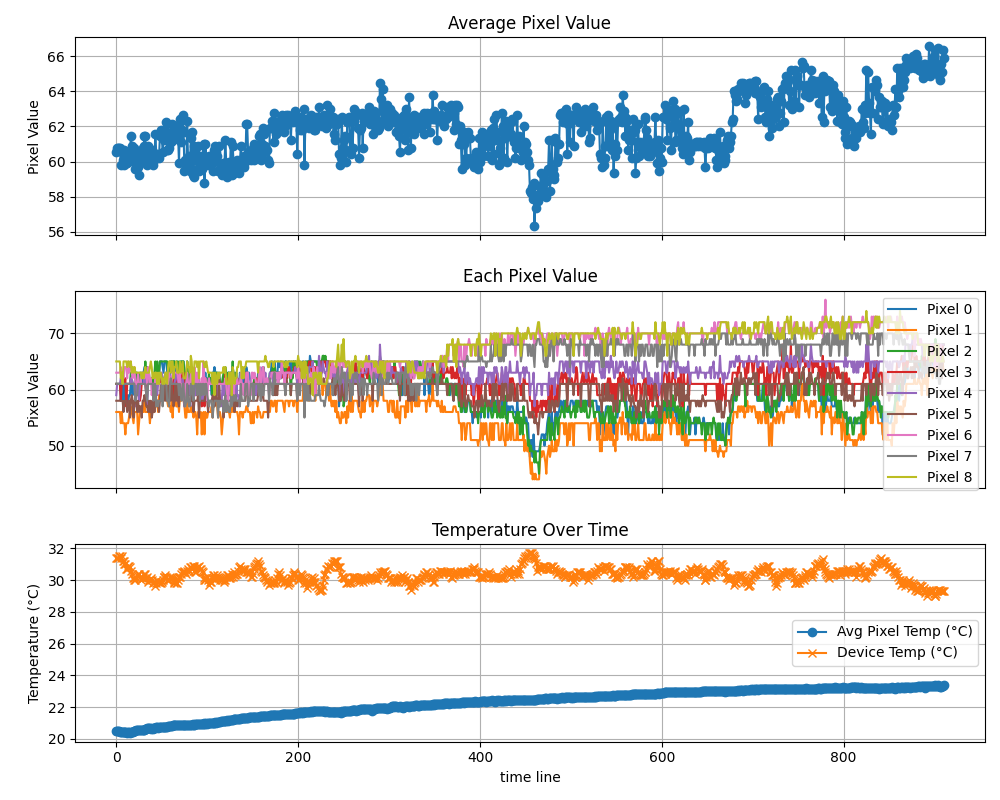 Average Pixel Value
Pixel Value
66
64
62
60
58
56
Each Pixel Value
Pixel Value
70
60
50
Pixel 0
Pixel 1
Pixel 2
Pixel 3
Pixel 4
Pixel 5
Pixel 6
Pixel 7
Pixel 8
Temperature Over Time
Temperature (°C)
32
30
28
26
24
22
20
Avg Pixel Temp (°C)
Device Temp (°C)
0 200 400 600 800
time line